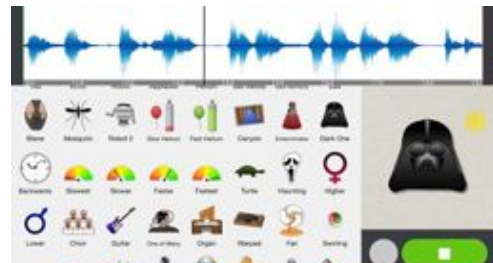 Bane Mosquito Robot 2 Slow Helium Fast Helium Canyon Exterminator Dark One
Backwards Slowest Slower Faster Fastest Turtle Haunting Higher
Lower Choir Guitar One of Many Organ Warped Fan Swirling